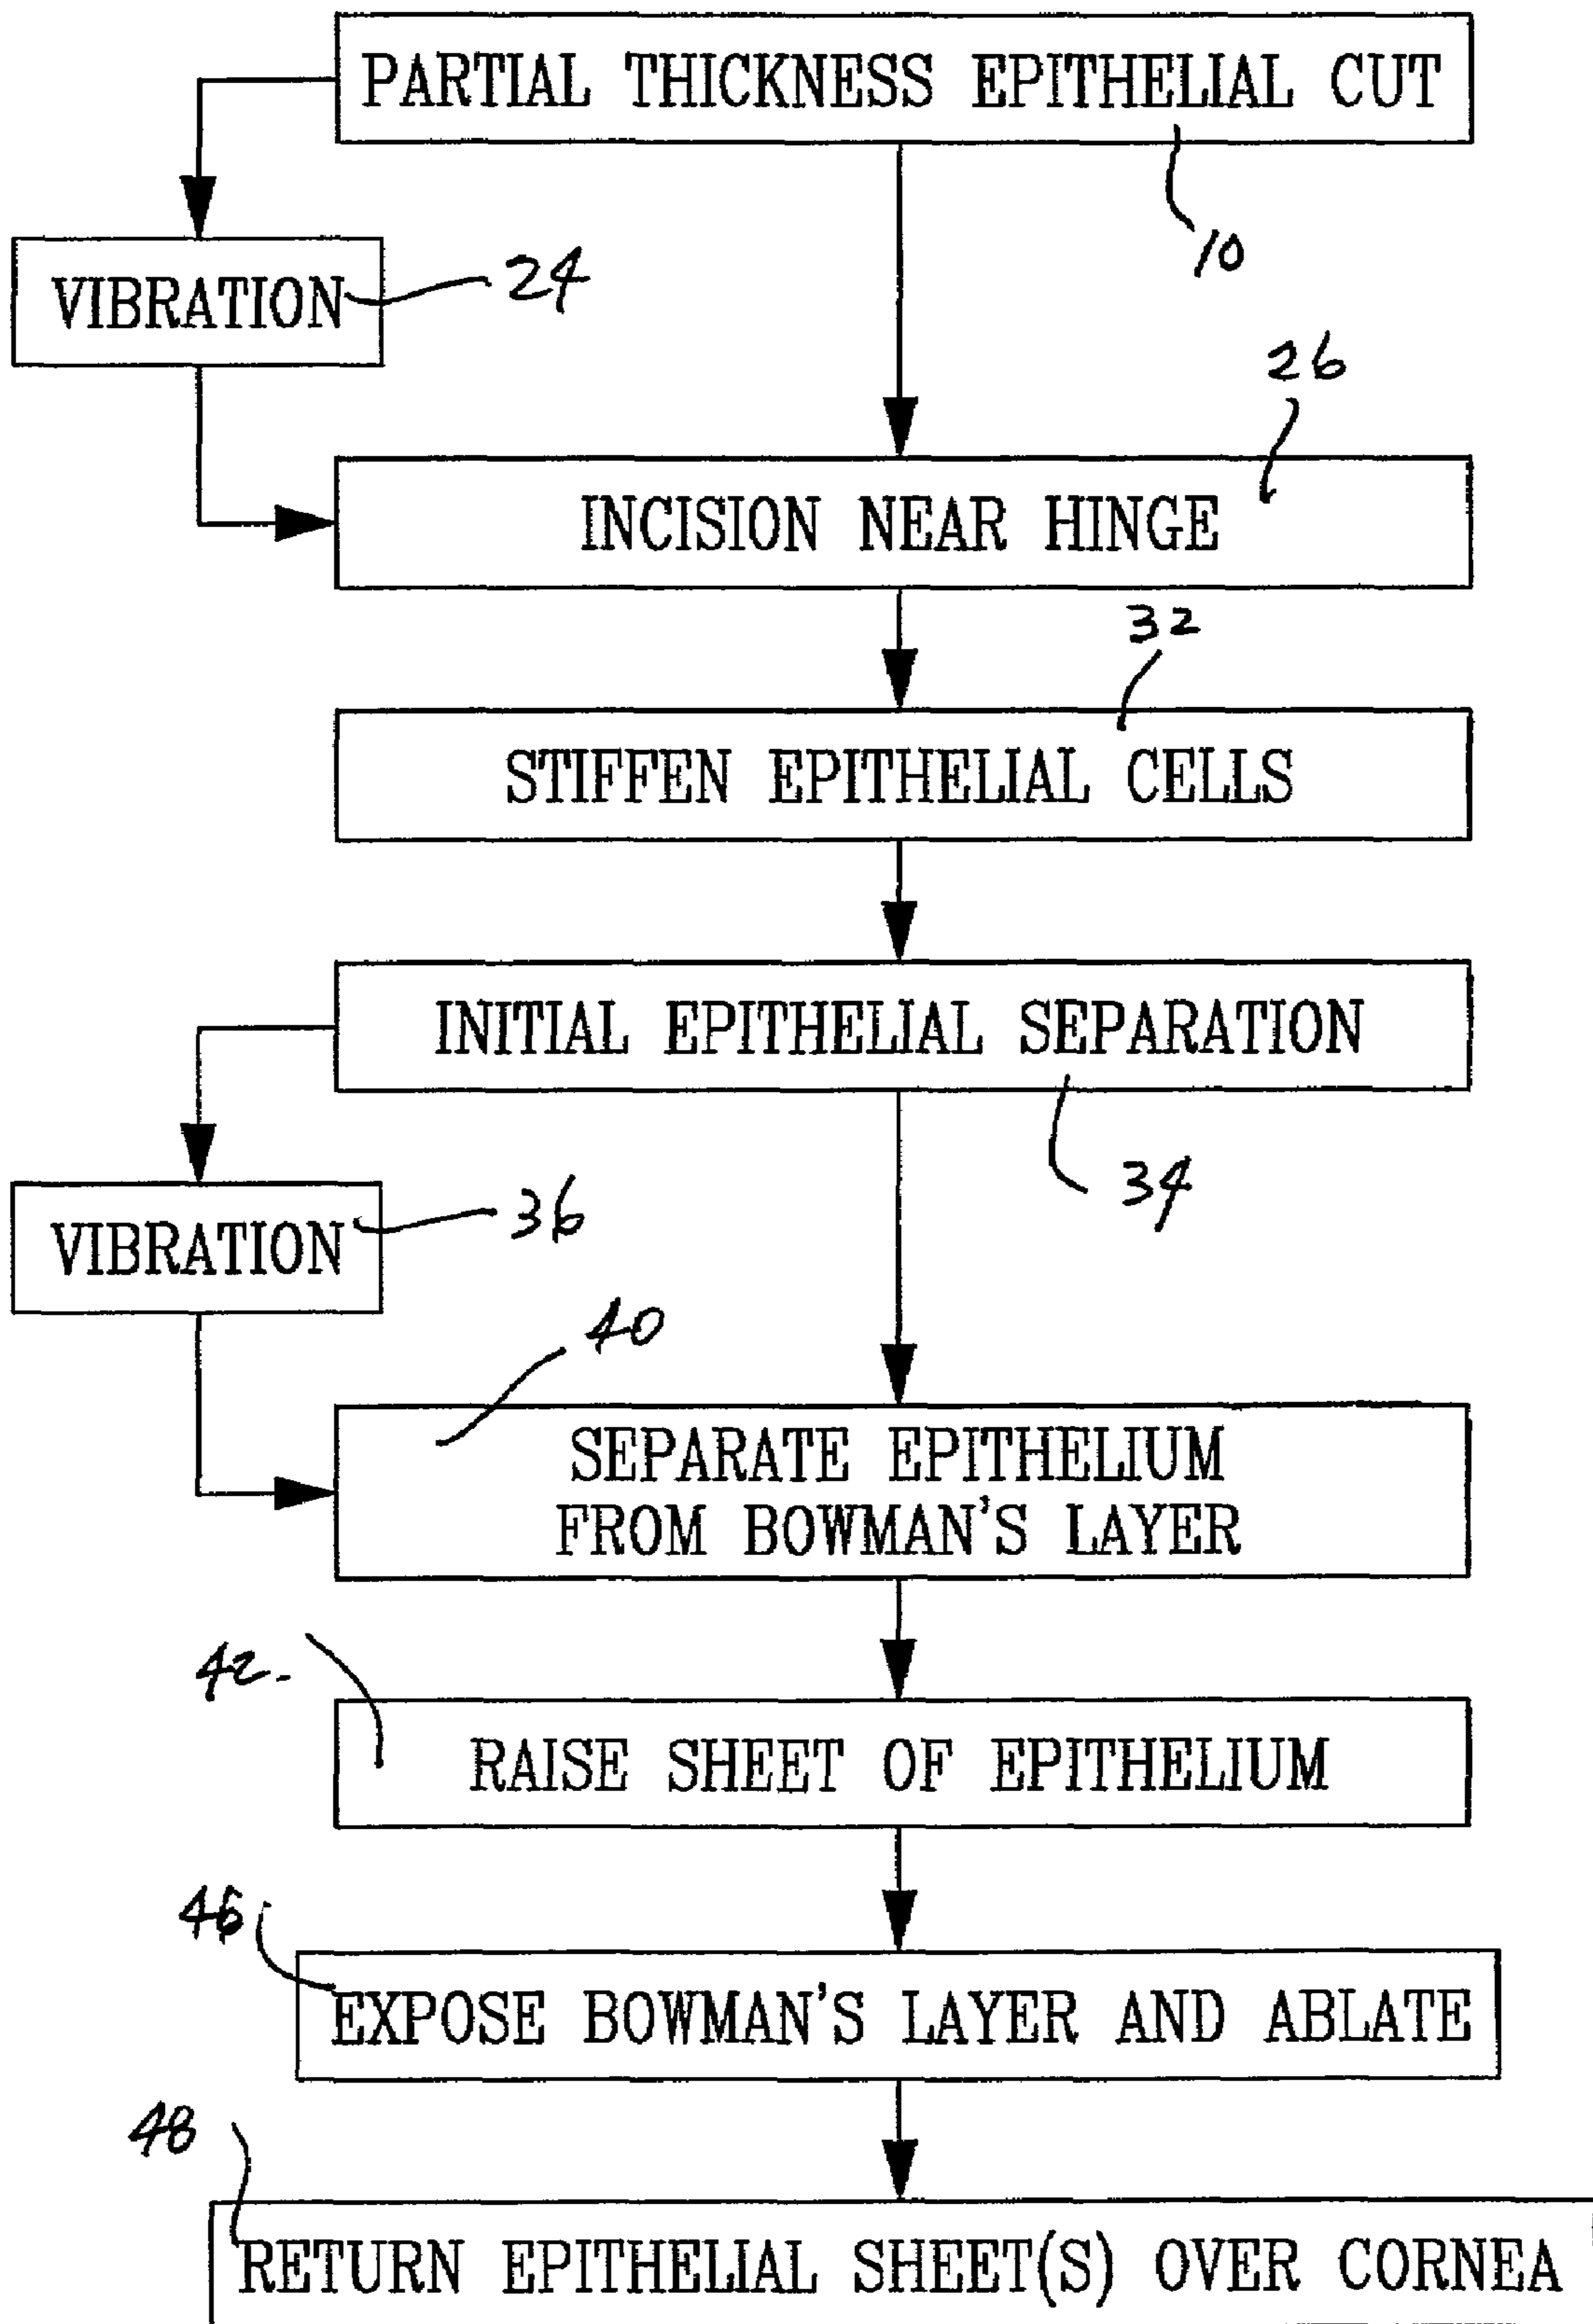 PARTIAL THICKNESS EPITHELIAL CUT
10
VIBRATION
24
26
INCISION NEAR HINGE
32
STIFFEN EPITHELIAL CELLS
INITIAL EPITHELIAL SEPARATION
34
VIBRATION
36
40
SEPARATE EPITHELIUM
FROM BOWMAN'S LAYER
42
RAISE SHEET OF EPITHELIUM
46
EXPOSE BOWMAN'S LAYER AND ABLATE
48
RETURN EPITHELIAL SHEET(S) OVER CORNEA